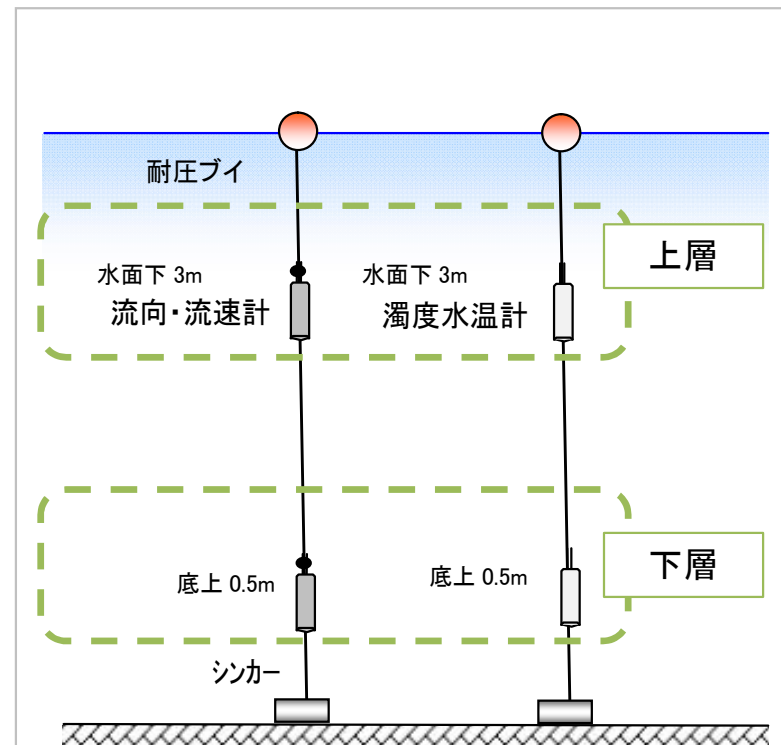 耐圧ブイ
上層
水面下 3m
水面下 3m
流向・流速計
濁度水温計
下層
底上 0.5m
底上 0.5m
シンカー